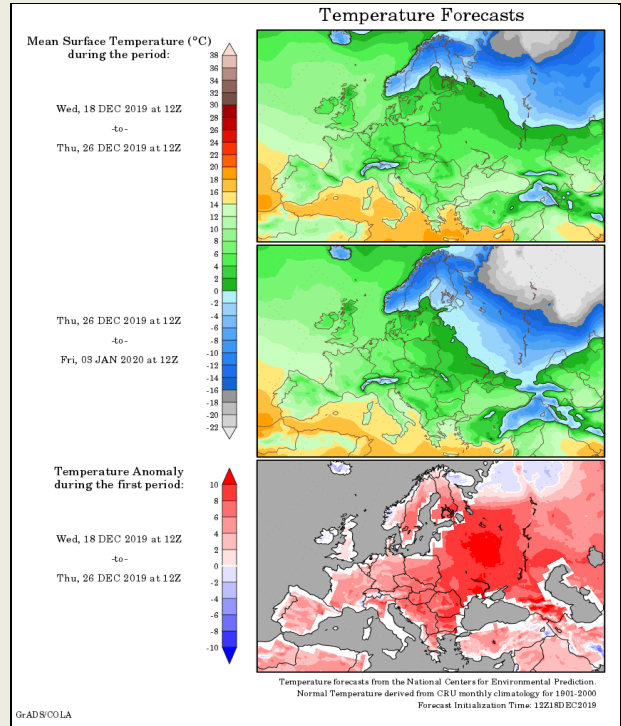 Temperature Forecasts
Mean Surface Temperature (°C)
during the period:
Wed, 18 DEC 2019 at 12Z
-to-
Thu, 26 DEC 2019 at 12Z
38
36
34
32
30
28
26
24
22
20
18
16
14
12
10
8
6
4
2
0
-1
-2
-4
-6
-8
-10
-12
-14
-16
-18
-20
-22
Thu, 26 DEC 2019 at 12Z
-to-
Fri, 03 JAN 2020 at 12Z
Temperature Anomaly
during the first period:
Wed, 18 DEC 2019 at 12Z
-to-
Thu, 26 DEC 2019 at 12Z
10
8
6
4
2
0
-2
-4
-6
-8
-10
Temperature forecasts from the National Centers for Environmental Prediction.
Normal Temperature derived from CRU monthly climatology for 1901-2000
Forecast Initialization Time: 12Z18DEC2019
GrADS/COLA